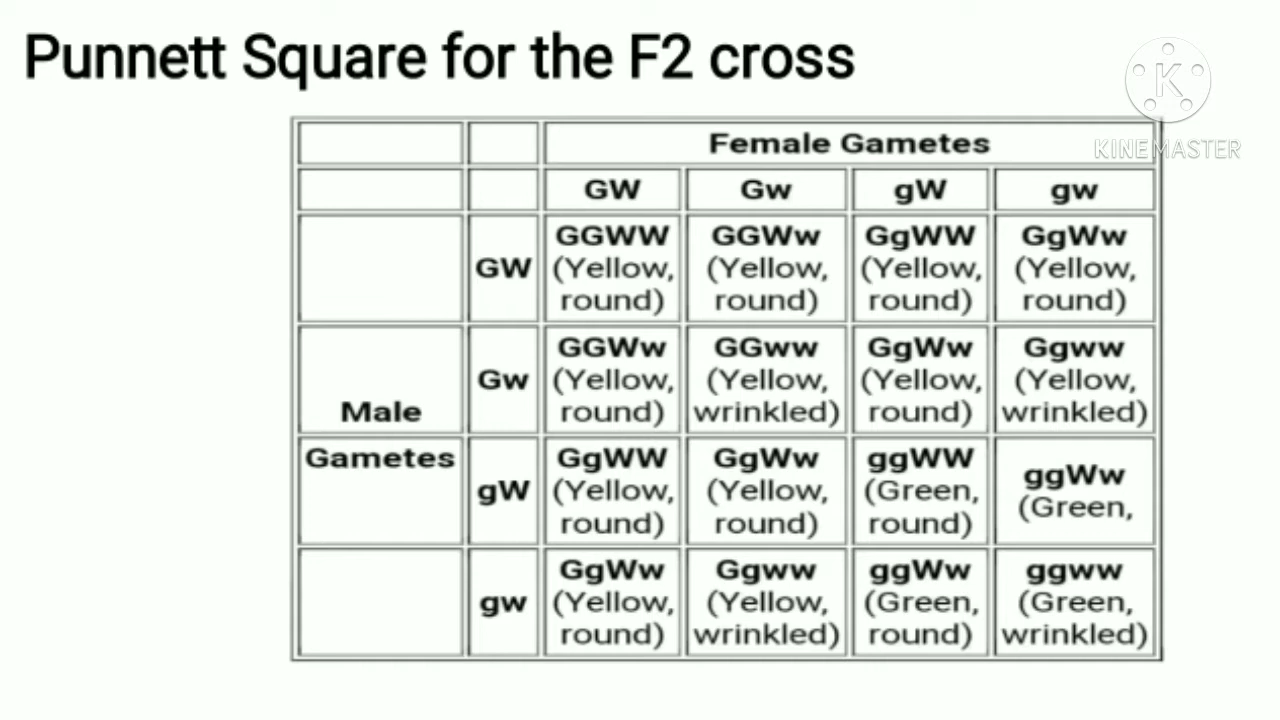 Punnett Square for the F2 cross
K
KINEMASTER
Female Gametes
GW Gw gW gw
GW
GGWW
(Yellow,
round)
GGWw
(Yellow,
round)
GgWW
(Yellow,
round)
GgWw
(Yellow,
round)
Male
Gw
GGWw
(Yellow,
round)
GGww
(Yellow,
wrinkled)
GgWw
(Yellow,
round)
Ggww
(Yellow,
wrinkled)
Gametes
gW
GgWW
(Yellow,
round)
GgWw
(Yellow,
round)
ggWW
(Green,
round)
ggWw
(Green,
gw
GgWw
(Yellow,
round)
Ggww
(Yellow,
wrinkled)
ggWw
(Green,
round)
ggww
(Green,
wrinkled)